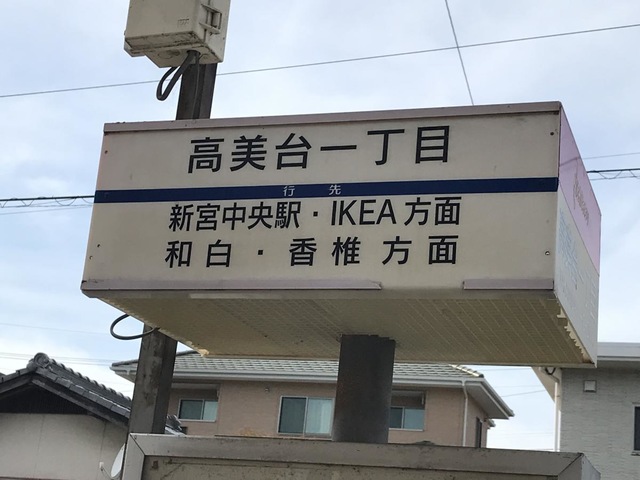 高美台一丁目
行先
新宮中央駅・IKEA方面
和白・香椎方面